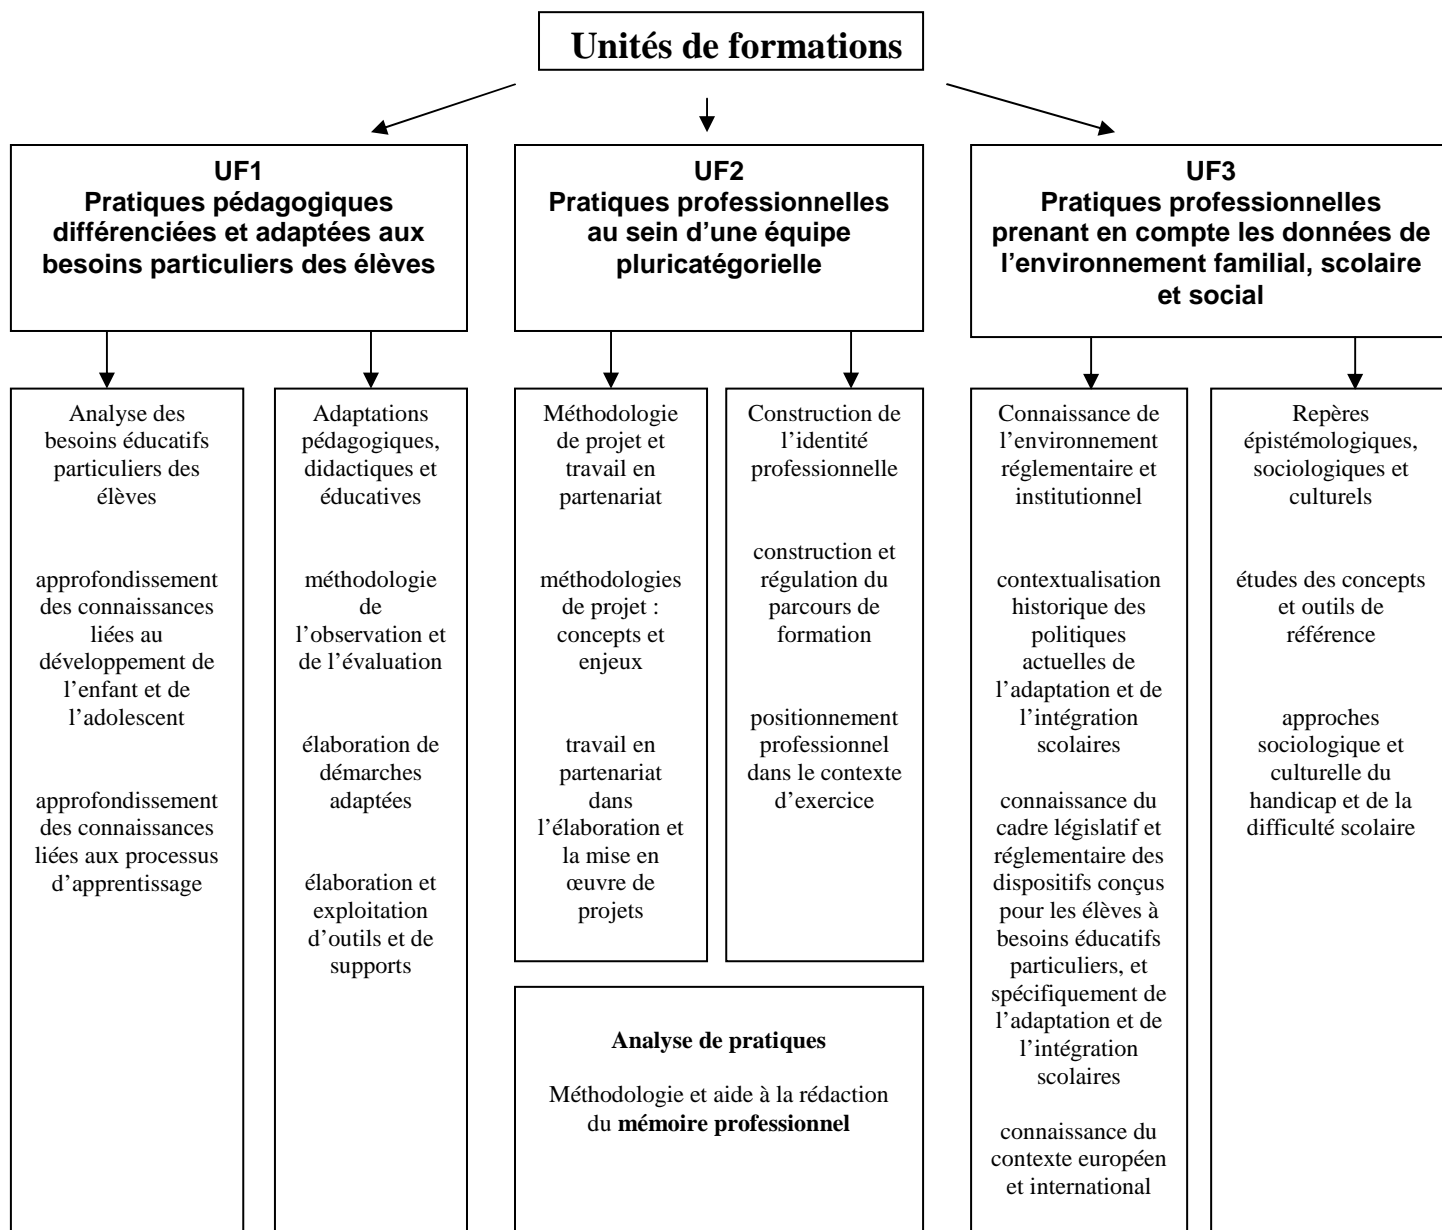 Unités de formations
UF1
Pratiques pédagogiques
différenciées et adaptées aux
besoins particuliers des élèves
UF2
Pratiques professionnelles
au sein d’une équipe
pluricatégorielle
UF3
Pratiques professionnelles
prenant en compte les données de
l’environnement familial, scolaire
et social
Analyse des
besoins éducatifs
particuliers des
élèves
approfondissement
des connaissances
liées au
développement de
l’enfant et de
l’adolescent
approfondissement
des connaissances
liées aux processus
d’apprentissage
Adaptations
pédagogiques,
didactiques et
éducatives
méthodologie
de
l’observation et
de l’évaluation
élaboration de
démarches
adaptées
élaboration et
exploitation
d’outils et de
supports
Méthodologie
de projet et
travail en
partenariat
méthodologies
de projet :
concepts et
enjeux
travail en
partenariat
dans
l’élaboration et
la mise en
œuvre de
projets
Construction de
l’identité
professionnelle
construction et
régulation du
parcours de
formation
positionnement
professionnel
dans le contexte
d’exercice
Analyse de pratiques
Méthodologie et aide à la rédaction
du mémoire professionnel
Connaissance de
l’environnement
réglementaire et
institutionnel
contextualisation
historique des
politiques
actuelles de
l’adaptation et de
l’intégration
scolaires
connaissance du
cadre législatif et
réglementaire des
dispositifs conçus
pour les élèves à
besoins éducatifs
particuliers, et
spécifiquement de
l’adaptation et de
l’intégration
scolaires
connaissance du
contexte européen
et international
Repères
épistémologiques,
sociologiques et
culturels
études des concepts
et outils de
référence
approches
sociologique et
culturelle du
handicap et de la
difficulté scolaire